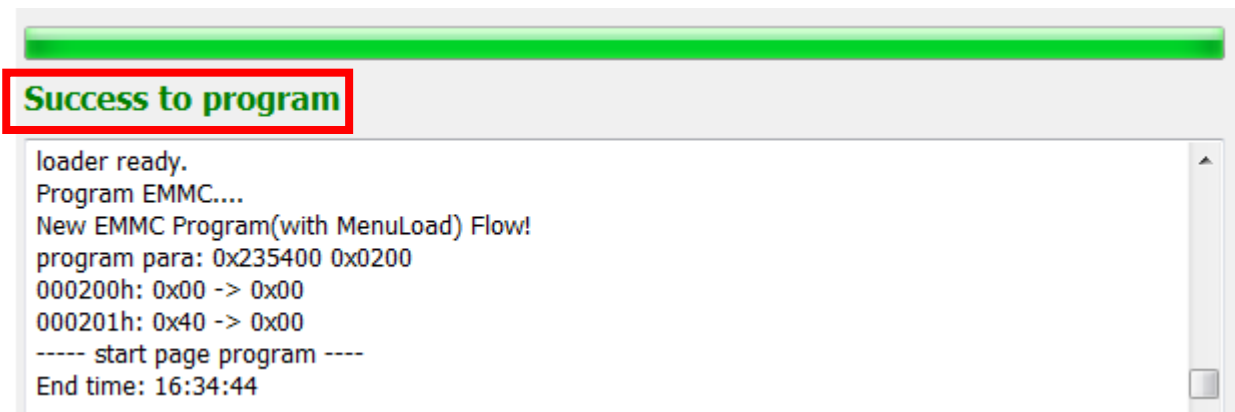 Success to program
loader ready.
Program EMMC....
New EMMC Program(with MenuLoad) Flow!
program para: 0x235400 0x0200
000200h: 0x00 -> 0x00
000201h: 0x40 -> 0x00
----- start page program ----
End time: 16:34:44